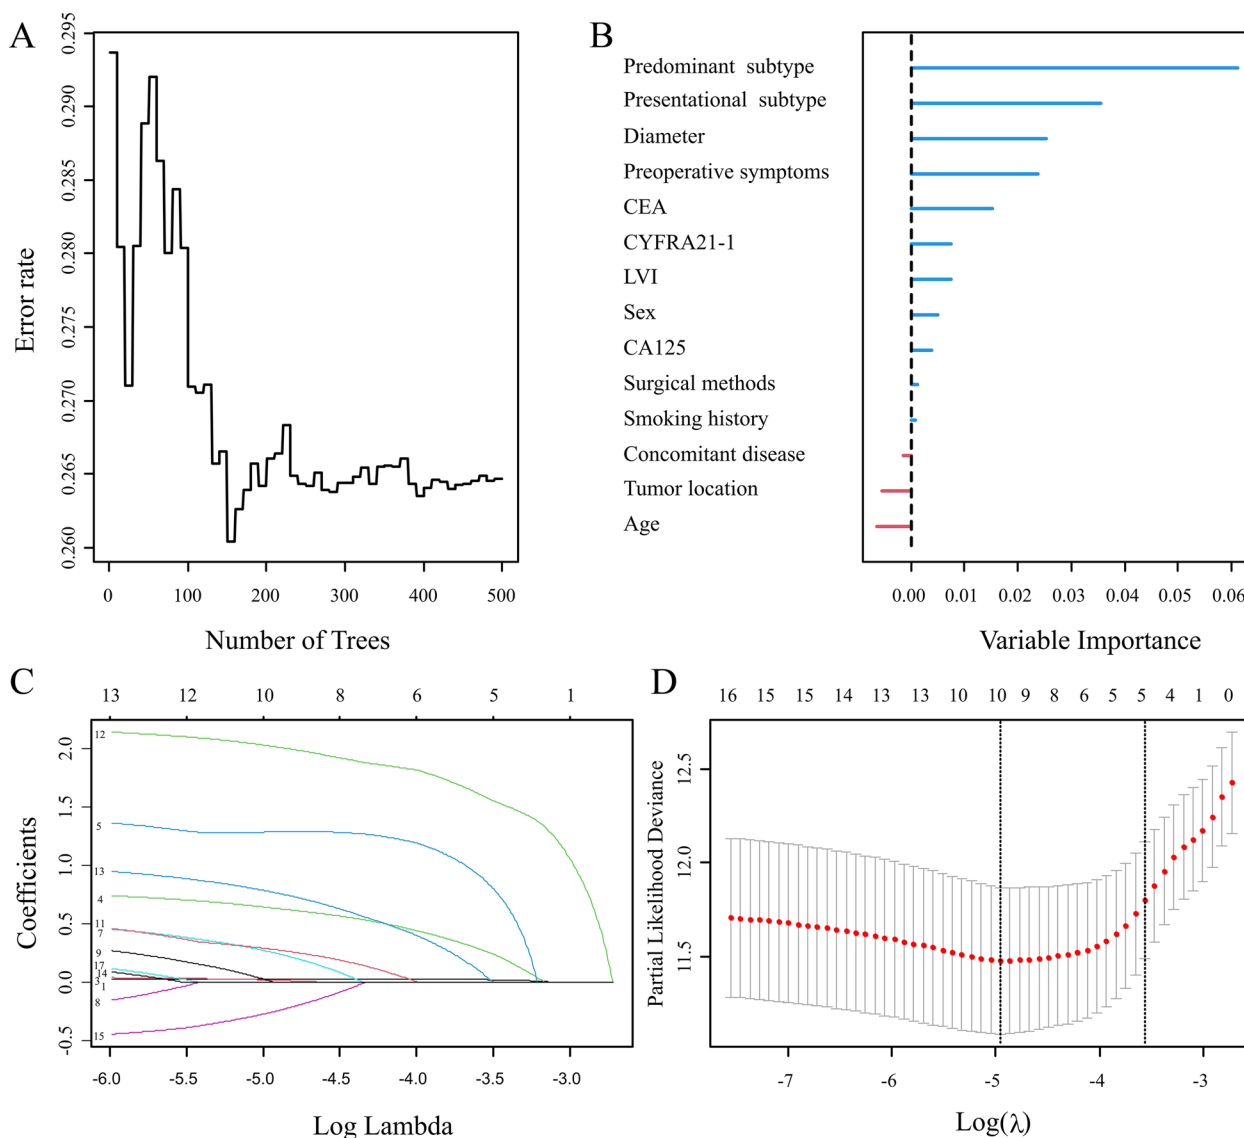 A
0.295
0.290
0.285
0.280
0.275
0.270
0.265
0.260
Error rate
0 100 200 300 400 500
Number of Trees
B
Predominant subtype
Presentational subtype
Diameter
Preoperative symptoms
CEA
CYFRA21-1
LVI
Sex
CA125
Surgical methods
Smoking history
Concomitant disease
Tumor location
Age
0.00 0.01 0.02 0.03 0.04 0.05 0.06
Variable Importance
C
13 12 10 8 6 5 1
2.0
1.5
1.0
0.5
0.0
-0.5
Coefficients
12
5
13
4
11
7
9
17
14
3
1
8
15
-6.0 -5.5 -5.0 -4.5 -4.0 -3.5 -3.0
Log Lambda
D
16 15 15 14 13 13 10 10 9 8 6 5 5 4 1 0
12.5
12.0
11.5
Partial Likelihood Deviance
-7 -6 -5 -4 -3
Log(λ)